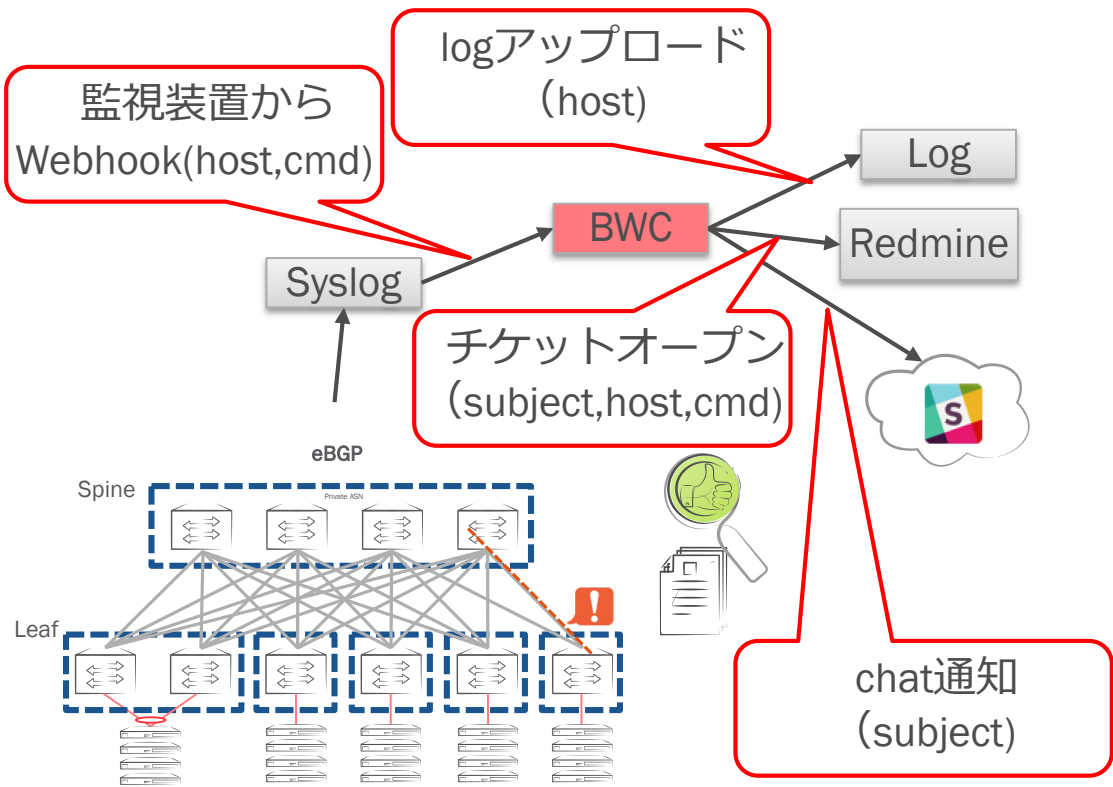 logアップロード
(host)
監視装置から
Webhook(host,cmd)
Log
BWC
Redmine
Syslog
チケットオープン
(subject,host,cmd)
S
eBGP
Spine
Private ASN
!
Leaf
chat通知
(subject)